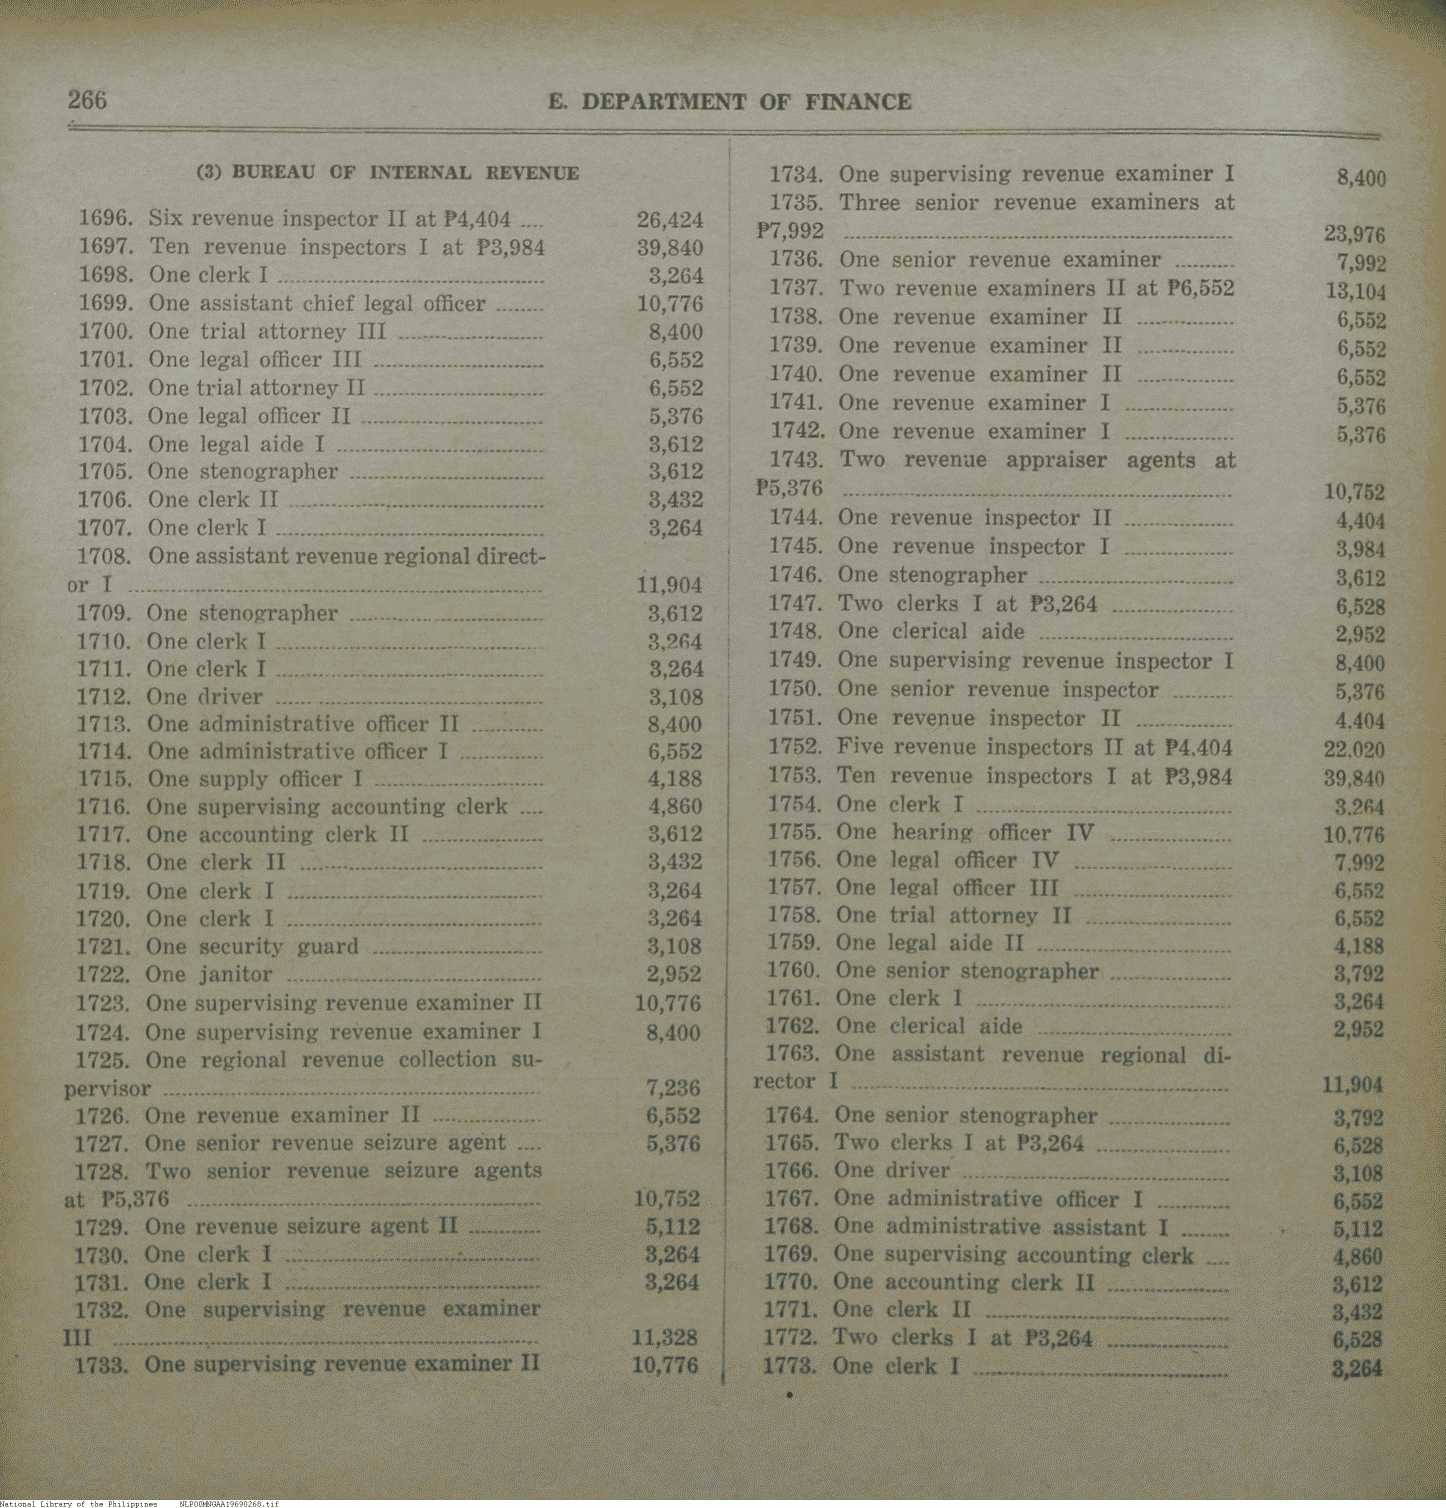 266
E. DEPARTMENT OF FINANCE
(3) BUREAU OF INTERNAL REVENUE
1696. Six revenue inspector II at ₱4,404 .... 26,424
1697. Ten revenue inspectors I at ₱3,984 39,840
1698. One clerk I .... 3,264
1699. One assistant chief legal officer .... 10,776
1700. One trial attorney III .... 8,400
1701. One legal officer III .... 6,552
1702. One trial attorney II .... 6,552
1703. One legal officer II .... 5,376
1704. One legal aide I .... 3,612
1705. One stenographer .... 3,612
1706. One clerk II .... 3,432
1707. One clerk I .... 3,264
1708. One assistant revenue regional direct-
or I .... 11,904
1709. One stenographer .... 3,612
1710. One clerk I .... 3,264
1711. One clerk I .... 3,264
1712. One driver .... 3,108
1713. One administrative officer II .... 8,400
1714. One administrative officer I .... 6,552
1715. One supply officer I .... 4,188
1716. One supervising accounting clerk .... 4,860
1717. One accounting clerk II .... 3,612
1718. One clerk II .... 3,432
1719. One clerk I .... 3,264
1720. One clerk I .... 3,264
1721. One security guard .... 3,108
1722. One janitor .... 2,952
1723. One supervising revenue examiner II 10,776
1724. One supervising revenue examiner I 8,400
1725. One regional revenue collection su-
pervisor .... 7,236
1726. One revenue examiner II .... 6,552
1727. One senior revenue seizure agent .... 5,376
1728. Two senior revenue seizure agents
at ₱5,376 .... 10,752
1729. One revenue seizure agent II .... 5,112
1730. One clerk I .... 3,264
1731. One clerk I .... 3,264
1732. One supervising revenue examiner
III .... 11,328
1733. One supervising revenue examiner II 10,776
1734. One supervising revenue examiner I 8,400
1735. Three senior revenue examiners at
₱7,992 .... 23,976
1736. One senior revenue examiner .... 7,992
1737. Two revenue examiners II at ₱6,552 13,104
1738. One revenue examiner II .... 6,552
1739. One revenue examiner II .... 6,552
1740. One revenue examiner II .... 6,552
1741. One revenue examiner I .... 5,376
1742. One revenue examiner I .... 5,376
1743. Two revenue appraiser agents at
₱5,376 .... 10,752
1744. One revenue inspector II .... 4,404
1745. One revenue inspector I .... 3,984
1746. One stenographer .... 3,612
1747. Two clerks I at ₱3,264 .... 6,528
1748. One clerical aide .... 2,952
1749. One supervising revenue inspector I 8,400
1750. One senior revenue inspector .... 5,376
1751. One revenue inspector II .... 4.404
1752. Five revenue inspectors II at ₱4.404 22.020
1753. Ten revenue inspectors I at ₱3,984 39,840
1754. One clerk I .... 3.264
1755. One hearing officer IV .... 10,776
1756. One legal officer IV .... 7,992
1757. One legal officer III .... 6,552
1758. One trial attorney II .... 6,552
1759. One legal aide II .... 4,188
1760. One senior stenographer .... 3,792
1761. One clerk I .... 3,264
1762. One clerical aide .... 2,952
1763. One assistant revenue regional di-
rector I .... 11,904
1764. One senior stenographer .... 3,792
1765. Two clerks I at ₱3,264 .... 6,528
1766. One driver .... 3,108
1767. One administrative officer I .... 6,552
1768. One administrative assistant I .... 5,112
1769. One supervising accounting clerk .... 4,860
1770. One accounting clerk II .... 3,612
1771. One clerk II .... 3,432
1772. Two clerks I at ₱3,264 .... 6,528
1773. One clerk I .... 3,264
National Library of the Philippines NLPOOMNGAA19690268.tif